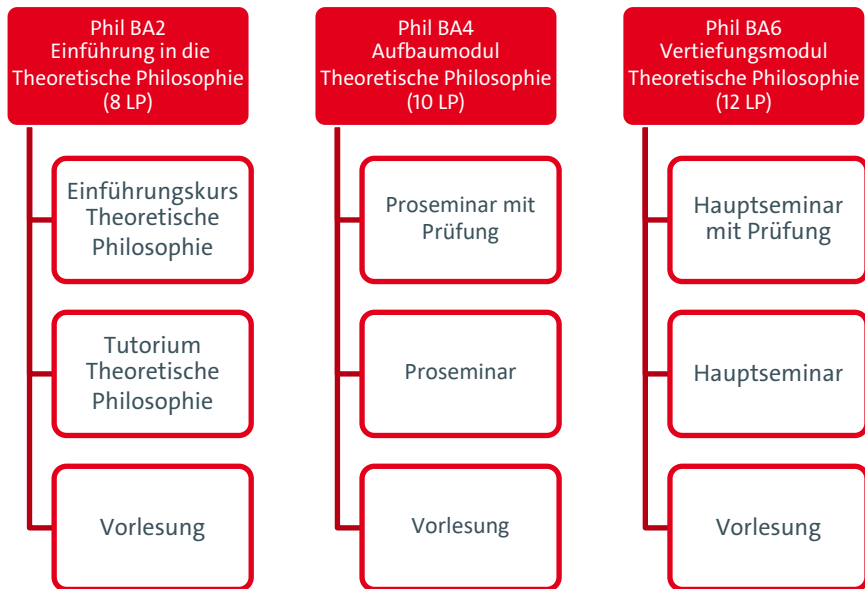 Phil BA2
Einführung in die
Theoretische Philosophie
(8 LP)
Einführungskurs
Theoretische
Philosophie
Tutorium
Theoretische
Philosophie
Vorlesung
Phil BA4
Aufbaumodul
Theoretische Philosophie
(10 LP)
Proseminar mit
Prüfung
Proseminar
Vorlesung
Phil BA6
Vertiefungsmodul
Theoretische Philosophie
(12 LP)
Hauptseminar
mit Prüfung
Hauptseminar
Vorlesung